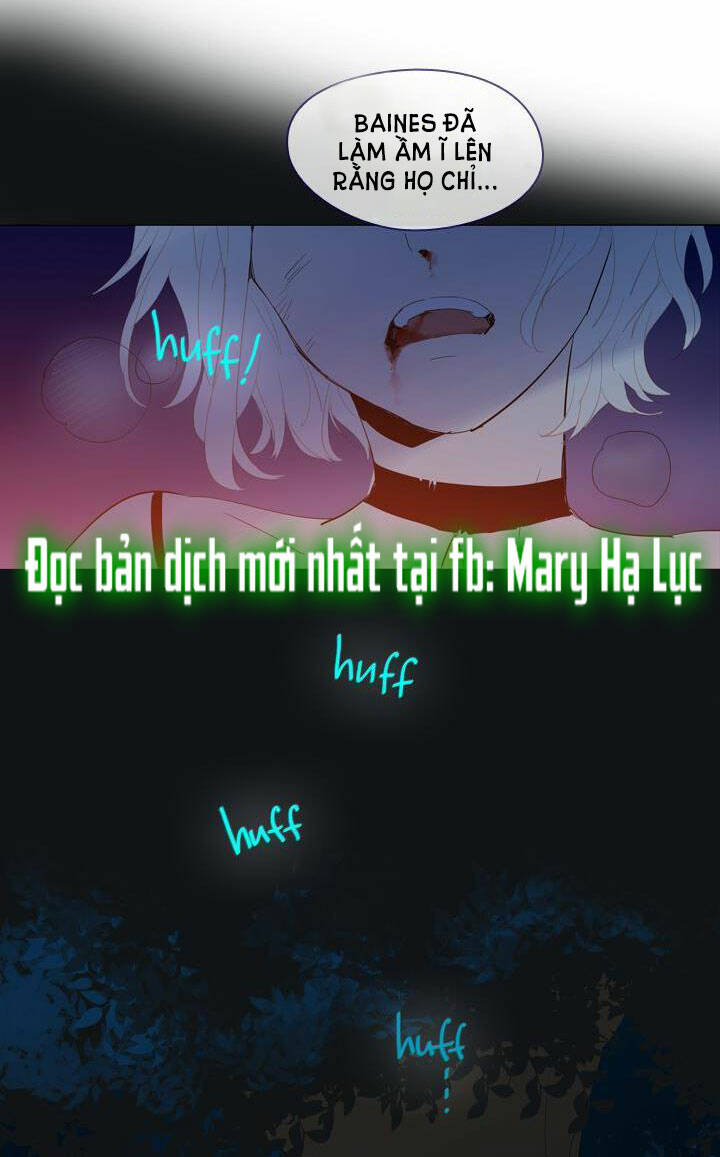 BAINES ĐÃ
LÀM ẦM Ĩ LÊN
RẰNG HỌ CHỈ...
huff!
Đọc bản dịch mới nhất tại fb: Mary Hạ Lục
huff
huff
huff...